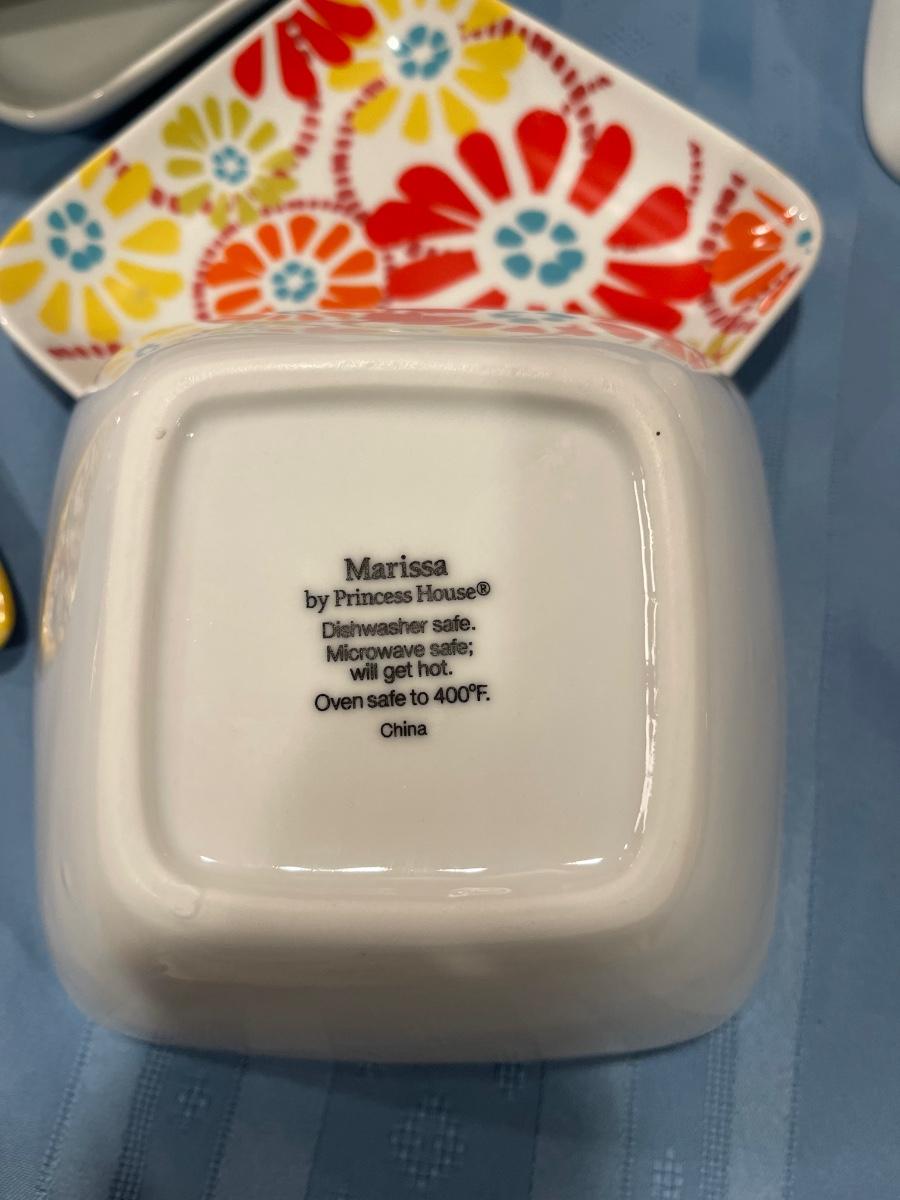 Marissa
by Princess House®
Dishwasher safe.
Microwave safe;
will get hot.
Oven safe to 400°F.
China